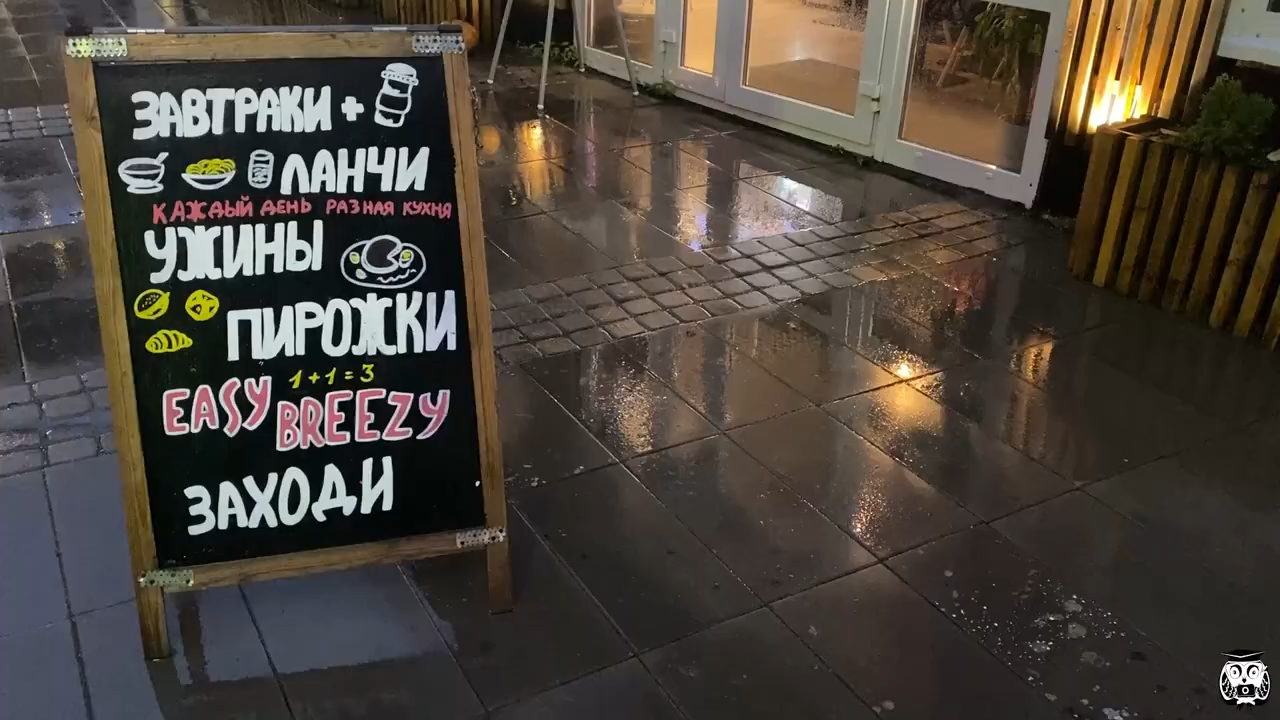 ЗАВТРАКИ +
ЛАНЧИ
КАЖДЫЙ ДЕНЬ РАЗНАЯ КУХНЯ
УЖИНЫ
ПИРОЖКИ
1+1=3
EASY BREEZY
ЗАХОДИ